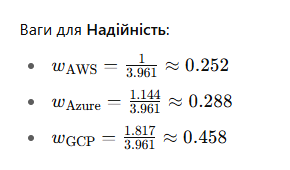 Ваги для Надійність:
• w_AWS = 1/3.961 ≈ 0.252
• w_Azure = 1.144/3.961 ≈ 0.288
• w_GCP = 1.817/3.961 ≈ 0.458